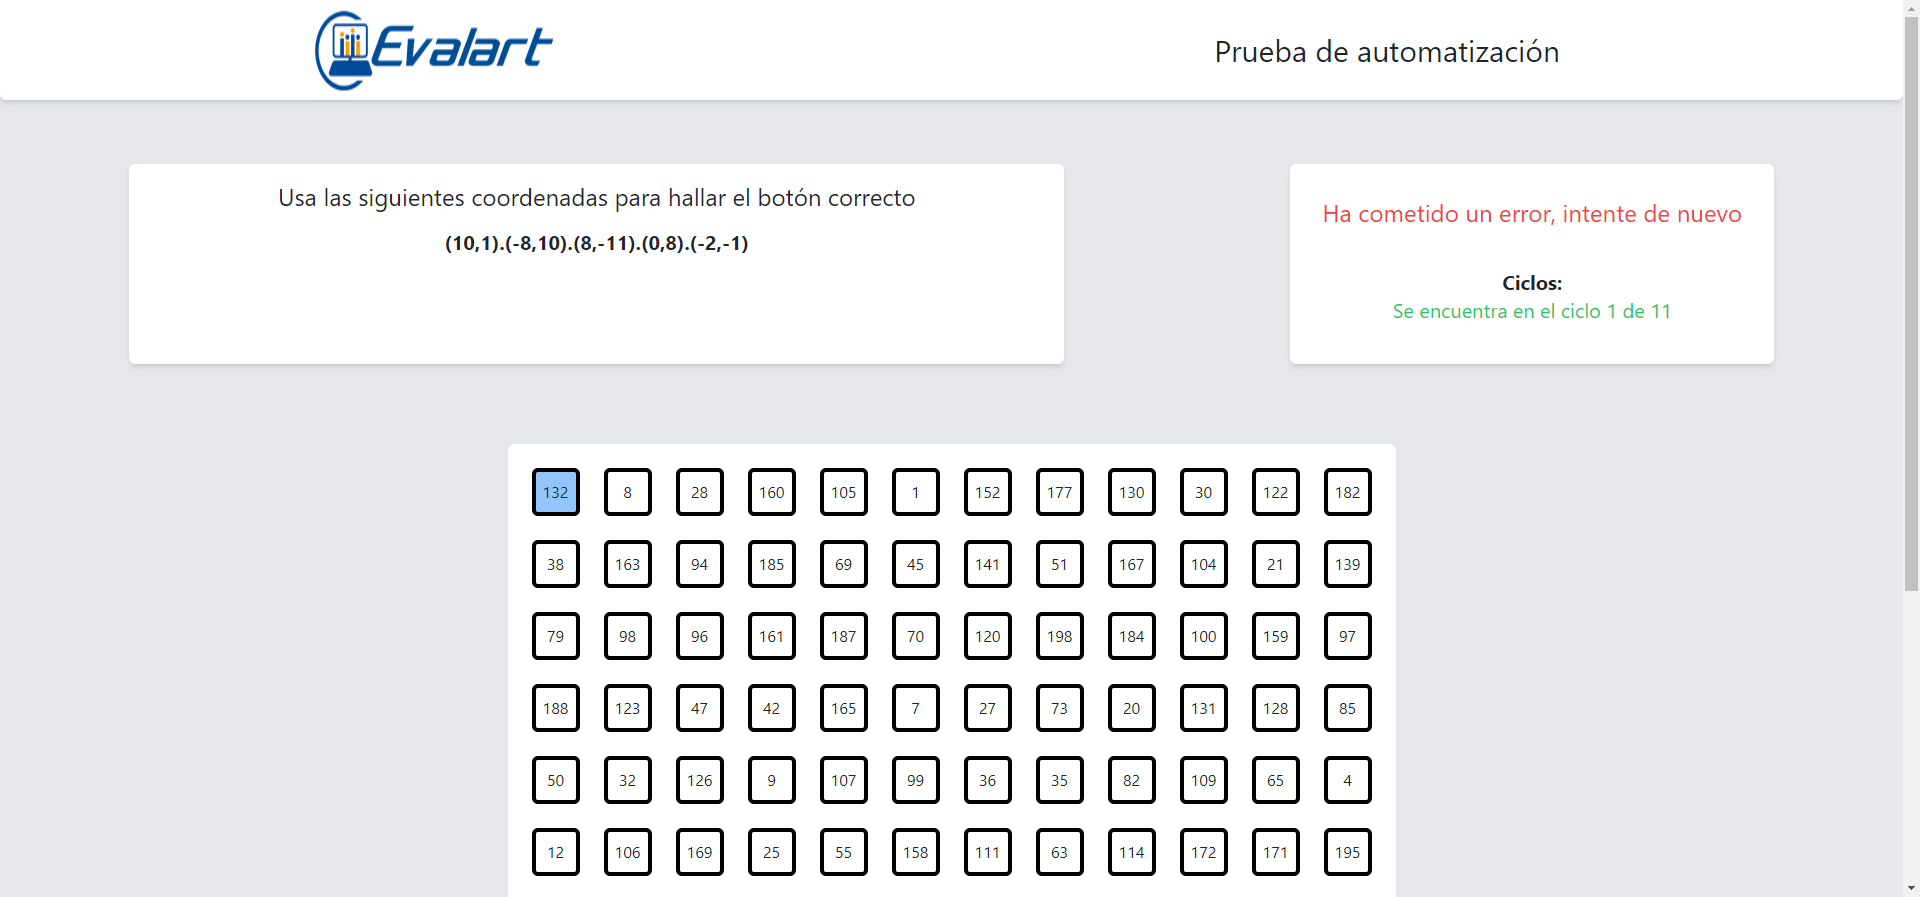 Evalart
Prueba de automatización
Usa las siguientes coordenadas para hallar el botón correcto
(10,1).(-8,10).(8,-11).(0,8).(-2,-1)
Ha cometido un error, intente de nuevo
Ciclos:
Se encuentra en el ciclo 1 de 11
132 8 28 160 105 1 152 177 130 30 122 182
38 163 94 185 69 45 141 51 167 104 21 139
79 98 96 161 187 70 120 198 184 100 159 97
188 123 47 42 165 7 27 73 20 131 128 85
50 32 126 9 107 99 36 35 82 109 65 4
12 106 169 25 55 158 111 63 114 172 171 195